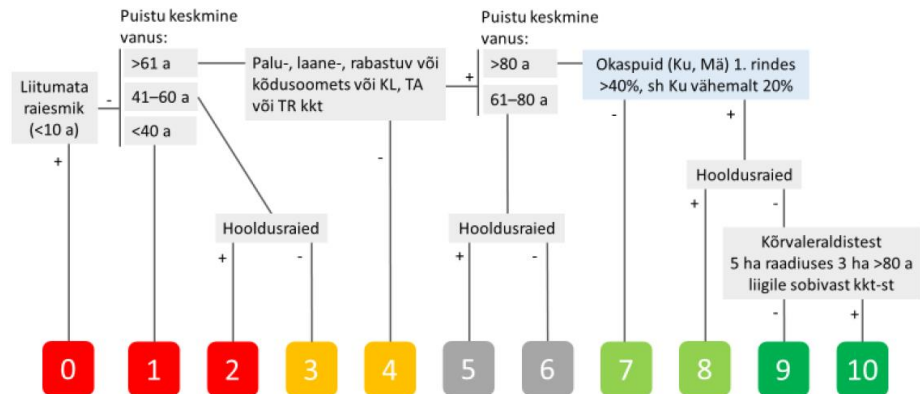 Puistu keskmine
vanus:
Liitumata
raiesmik
(<10 a)
+
-
>61 a
41–60 a
<40 a
Palu-, laane-, rabastuv või
kõdusoomets või KL, TA
või TR kkt
+
-
Puistu keskmine
vanus:
>80 a
61–80 a
Okaspuid (Ku, Mä) 1. rindes
>40%, sh Ku vähemalt 20%
-
+
Hooldusraied
+
-
Hooldusraied
+
-
Hooldusraied
+
-
Kõrvaleraldistest
5 ha raadiuses 3 ha >80 a
liigile sobivast kkt-st
-
+
0
1
2
3
4
5
6
7
8
9
10